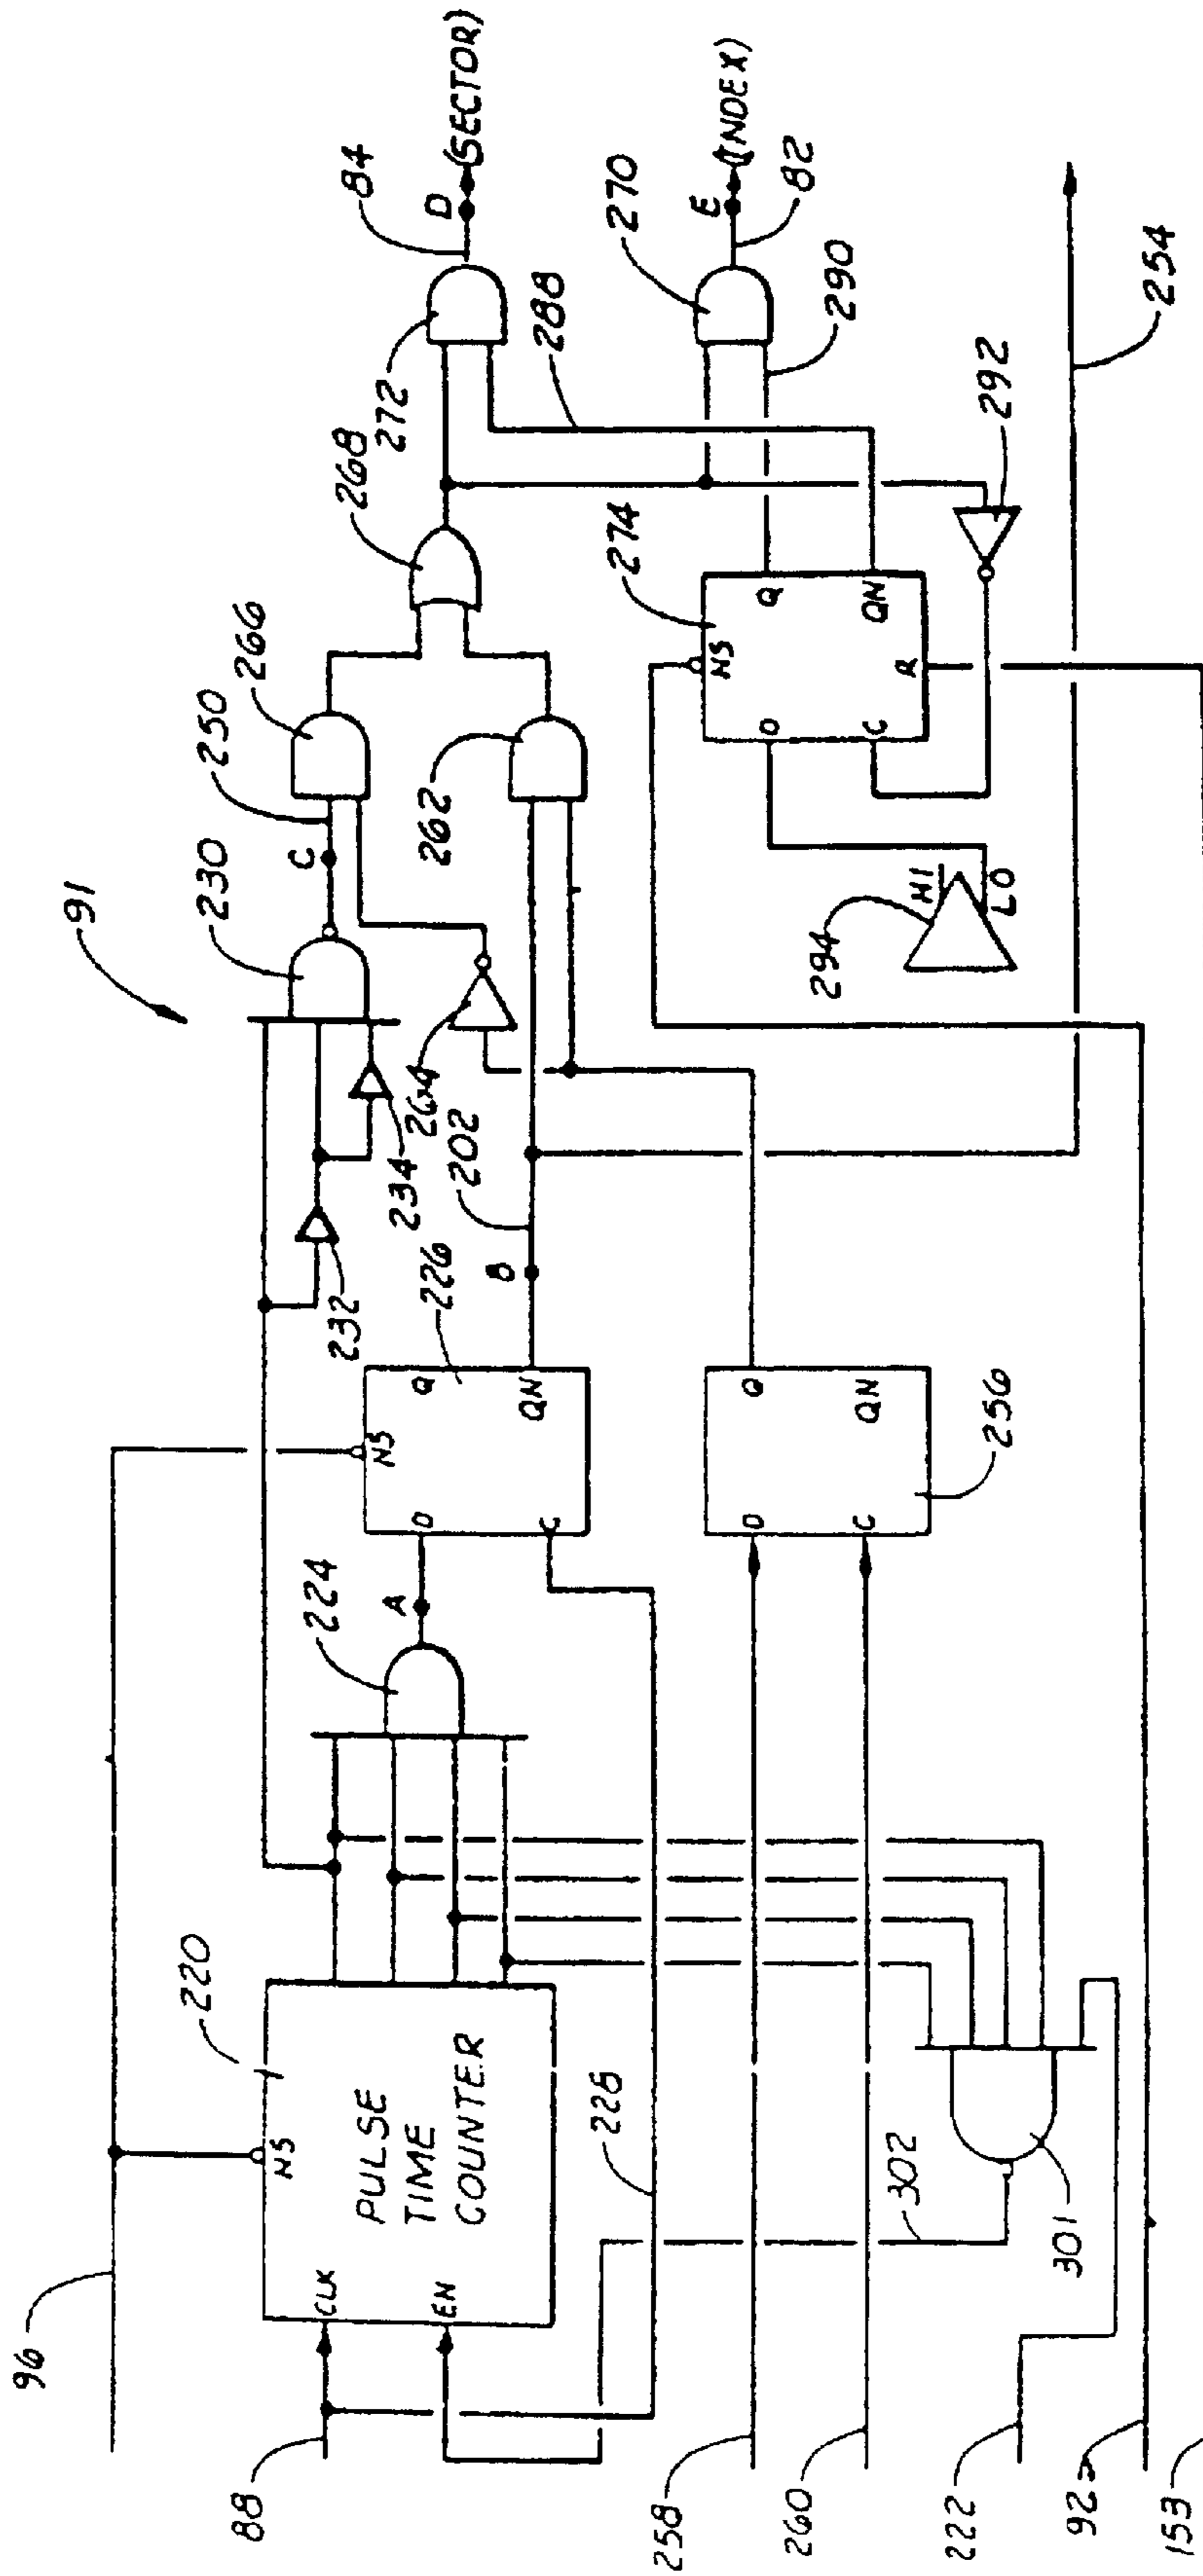 91
96
220
NS
PULSE
TIME
COUNTER
CLK
EN
88
224
A
NS
D
Q
C
QN
226
232
234
230
C
250
266
264
B
202
262
268
272
84
D
(SECTOR)
288
228
258
260
D
Q
C
QN
256
274
NS
D
Q
C
QN
R
270
E
(INDEX)
82
290
292
294
HI
LO
254
302
301
222
92
153